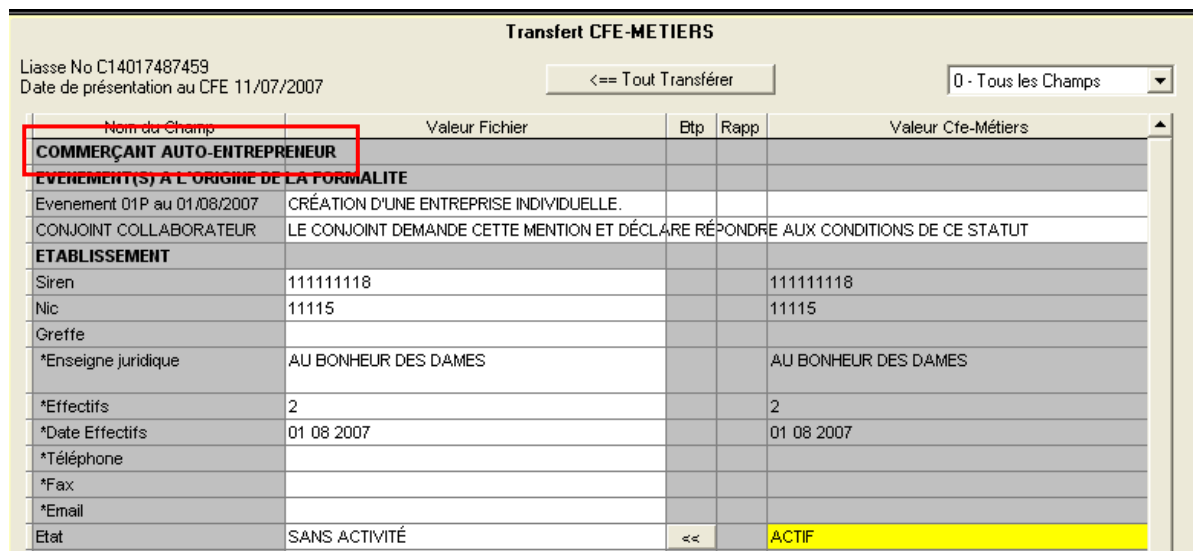 Transfert CFE-METIERS
Liasse No C14017487459
Date de présentation au CFE 11/07/2007
<== Tout Transférer
0 - Tous les Champs
Nom du Champ Valeur Fichier Btp Rapp Valeur Cfe-Métiers
COMMERÇANT AUTO-ENTREPRENEUR
EVENEMENT(S) A L'ORIGINE DE LA FORMALITE
Evenement 01P au 01/08/2007 CRÉATION D'UNE ENTREPRISE INDIVIDUELLE.
CONJOINT COLLABORATEUR LE CONJOINT DEMANDE CETTE MENTION ET DÉCLARE RÉPONDRE AUX CONDITIONS DE CE STATUT
ETABLISSEMENT
Siren 111111118 111111118
Nic 11115 11115
Greffe
*Enseigne juridique AU BONHEUR DES DAMES AU BONHEUR DES DAMES
*Effectifs 2 2
*Date Effectifs 01 08 2007 01 08 2007
*Téléphone
*Fax
*Email
Etat SANS ACTIVITÉ << ACTIF